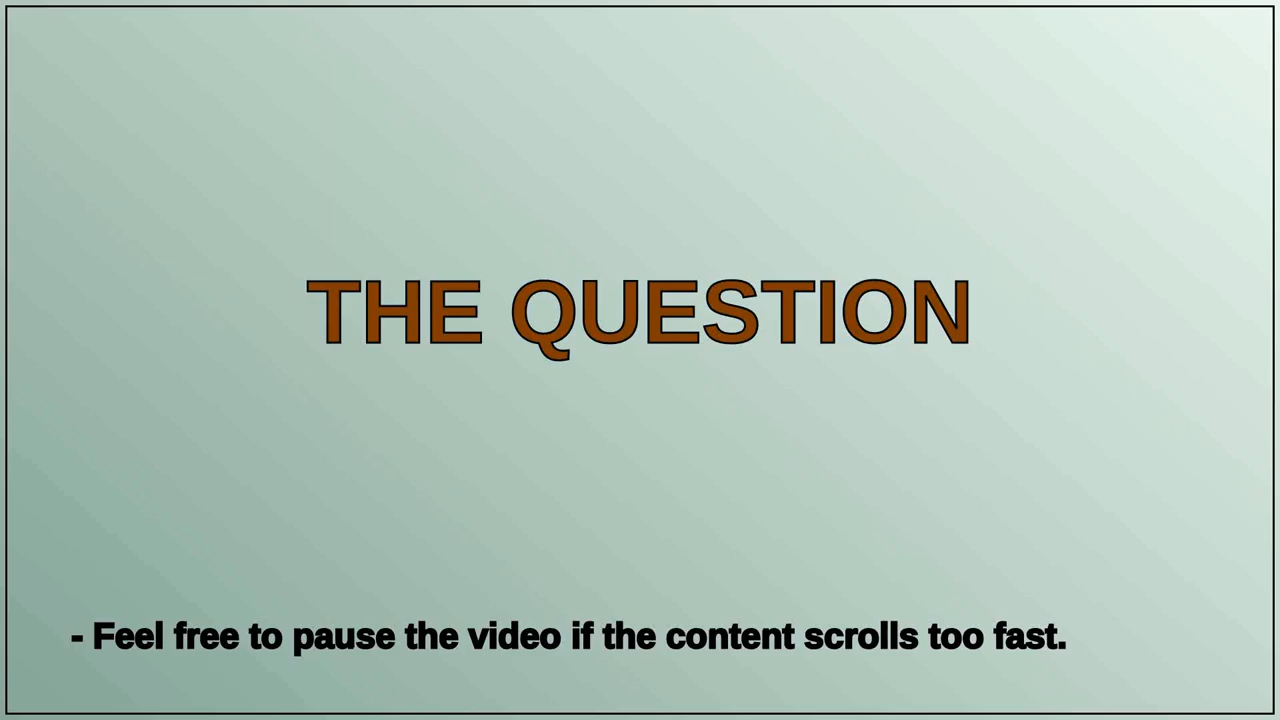 THE QUESTION
- Feel free to pause the video if the content scrolls too fast.